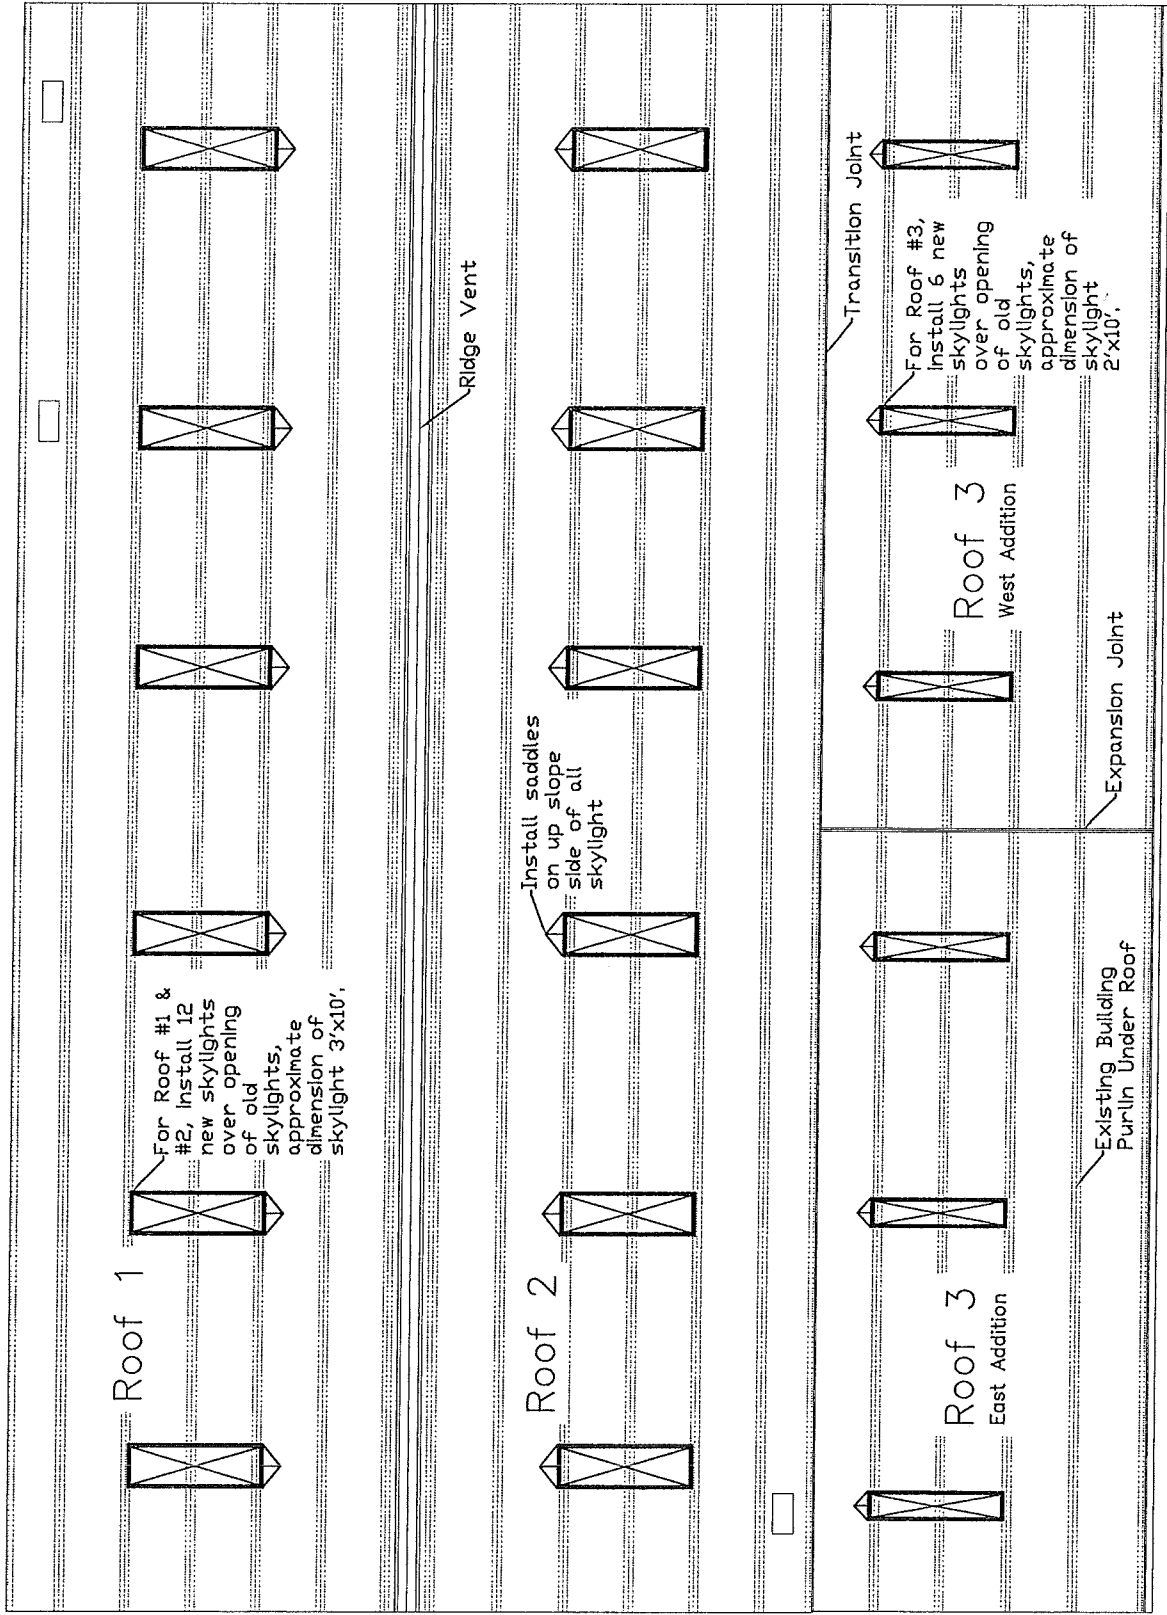 Roof 1
For Roof #1 &
#2, install 12
new skylights
over opening
of old
skylights,
approximate
dimension of
skylight 3'x10'.
Ridge Vent
Roof 2
Install saddles
on up slope
side of all
skylight
Transition Joint
For Roof #3,
install 6 new
skylights
over opening
of old
skylights,
approximate
dimension of
skylight
2'x10'.
Roof 3
West Addition
Expansion Joint
Roof 3
East Addition
Existing Building
Purlin Under Roof